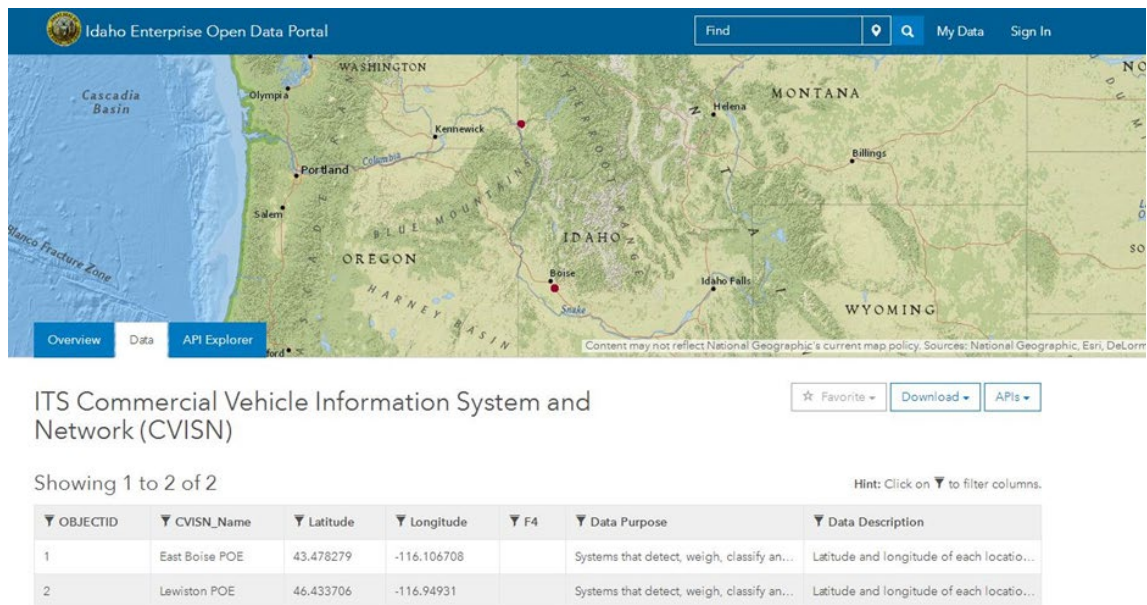 Idaho Enterprise Open Data Portal
Find
My Data
Sign In
WASHINGTON
NO
Cascadia
Basin
Olympia
MONTANA
Helena
Kennewick
Billings
Columbia
Portland
Salem
BLUE MOUNTAINS
BITTERROOT RANGE
Blanco Fracture Zone
IDAHO
OREGON
Boise
Idaho Falls
HARNEY BASIN
Snake
WYOMING
SO
Overview
Data
API Explorer
ford
Content may not reflect National Geographic's current map policy. Sources: National Geographic, Esri, DeLorm
ITS Commercial Vehicle Information System and
Network (CVISN)
Favorite
Download
APIs
Showing 1 to 2 of 2
Hint: Click on to filter columns.
OBJECTID CVISN_Name Latitude Longitude F4 Data Purpose Data Description
1 East Boise POE 43.478279 -116.106708 Systems that detect, weigh, classify an... Latitude and longitude of each locatio...
2 Lewiston POE 46.433706 -116.94931 Systems that detect, weigh, classify an... Latitude and longitude of each locatio...